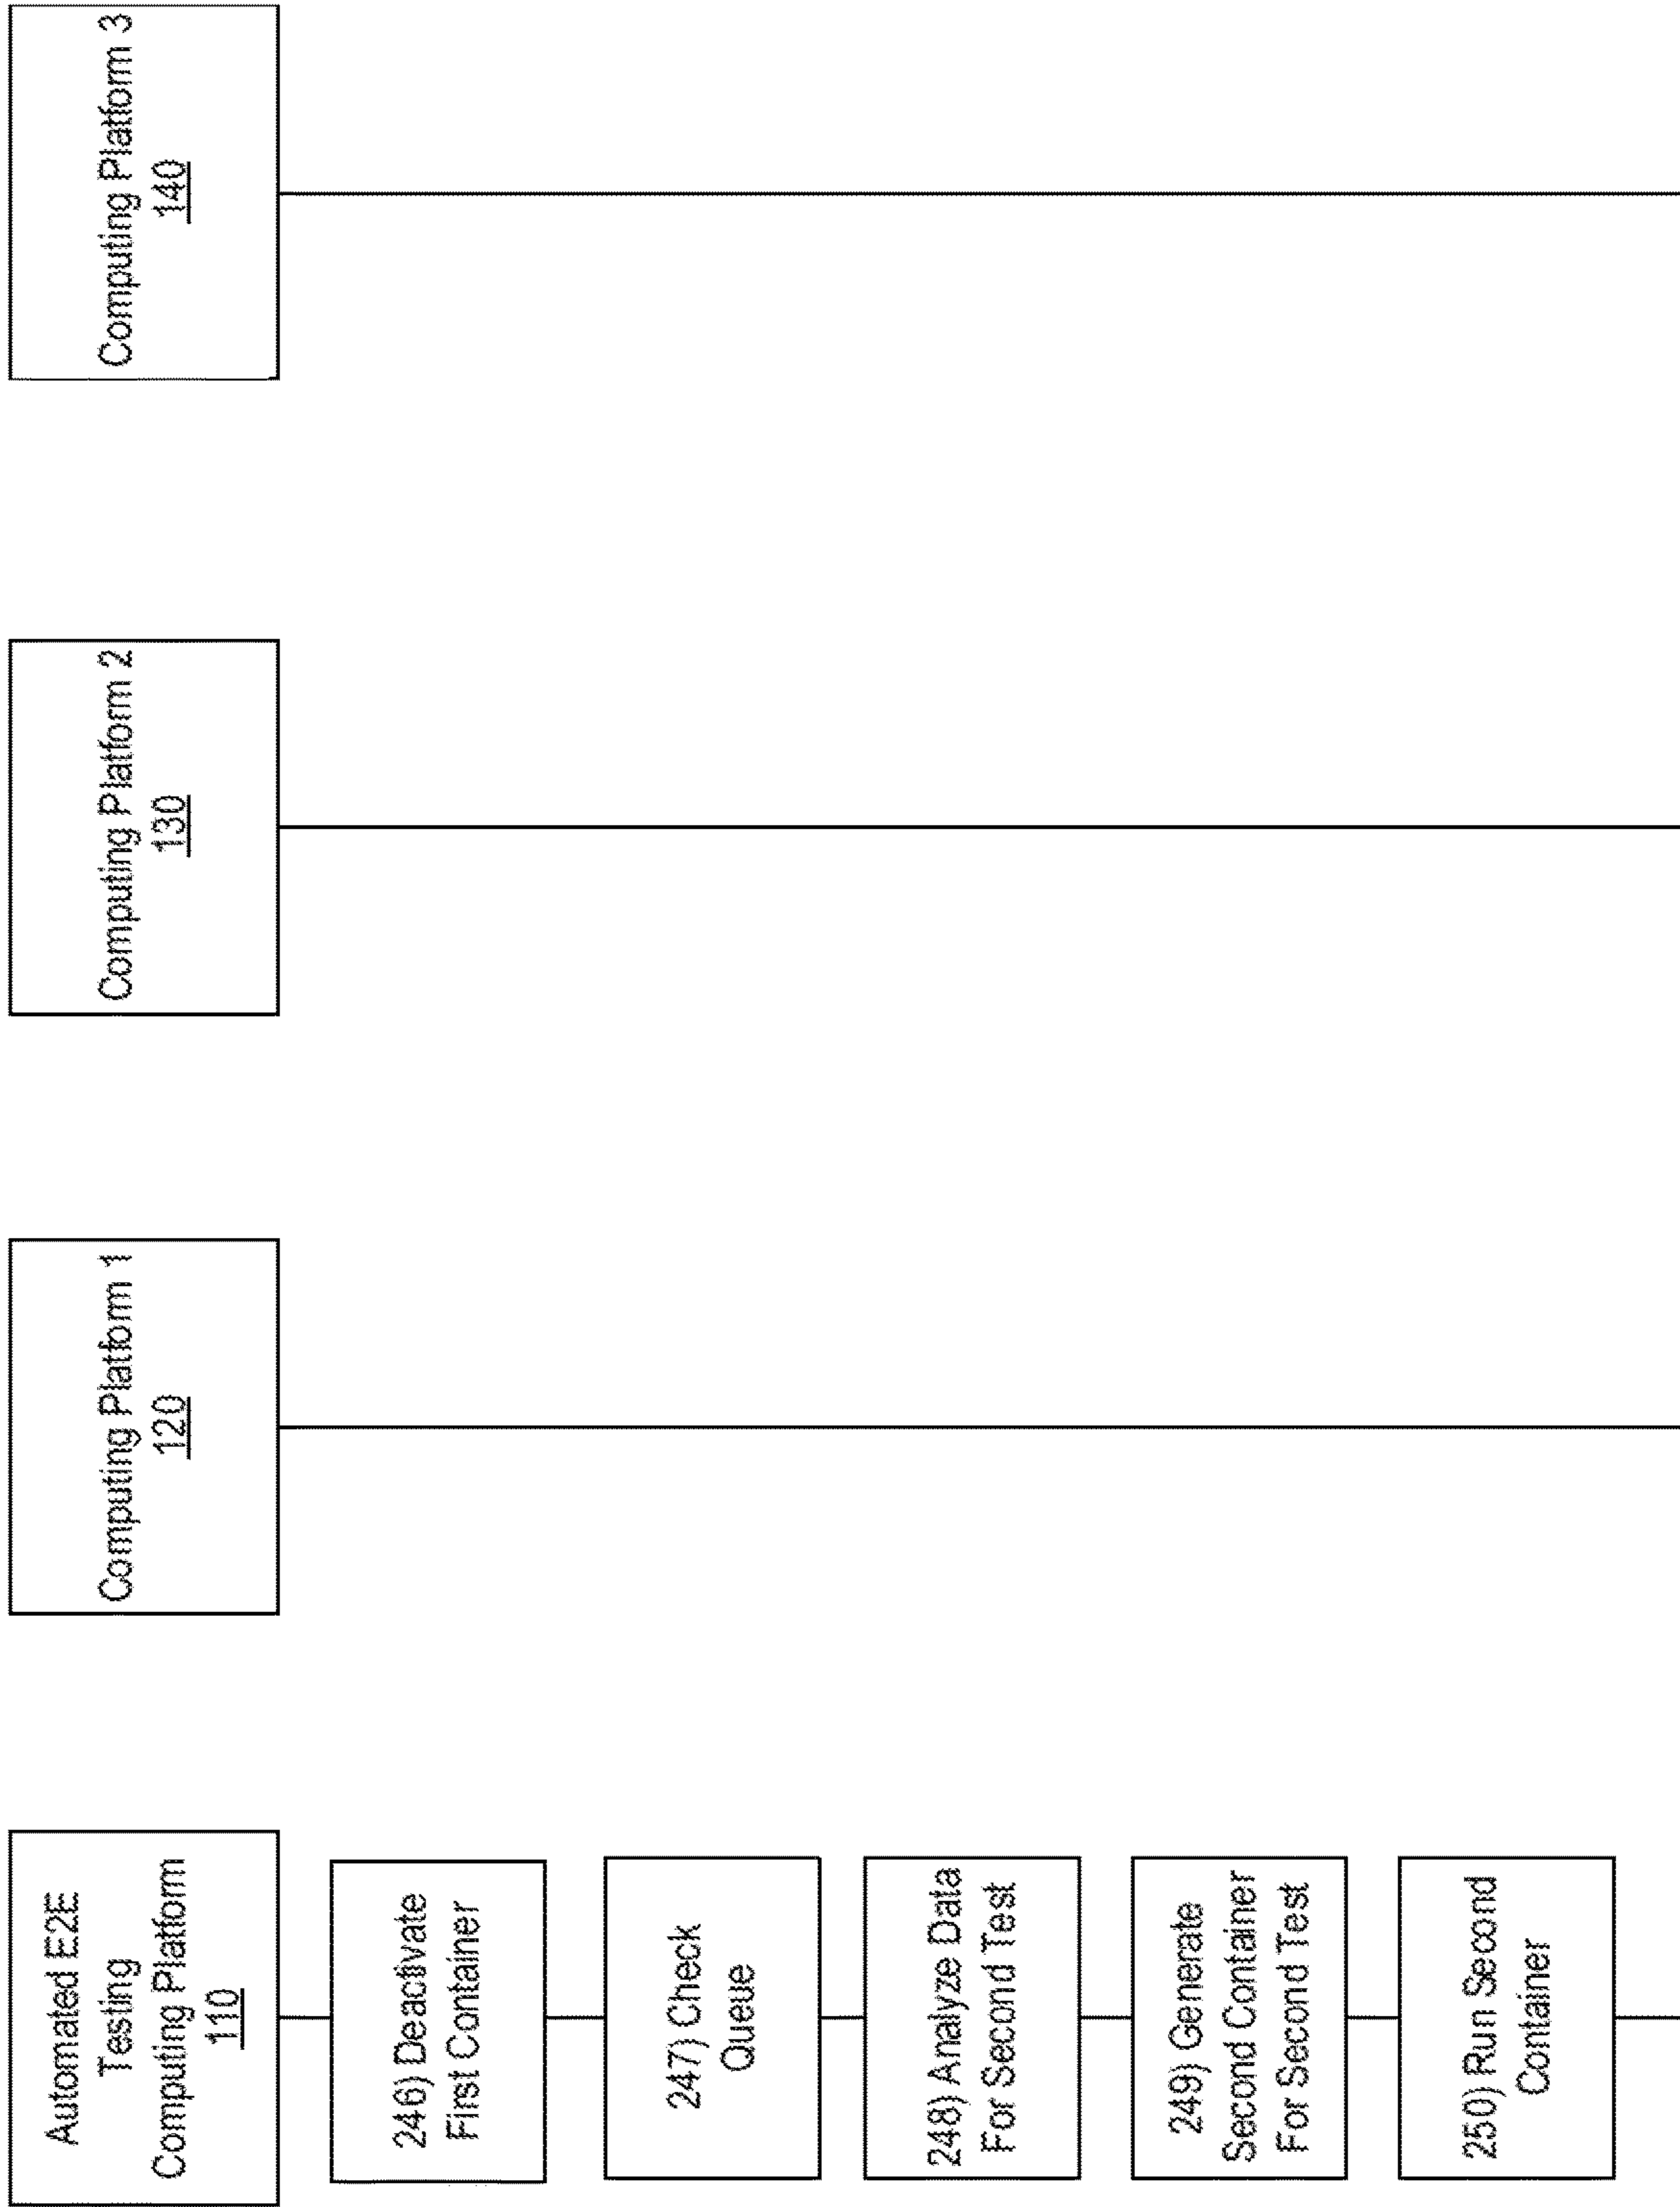 Automated E2E
Testing
Computing Platform
110
Computing Platform 1
120
Computing Platform 2
130
Computing Platform 3
140
246) Deactivate
First Container
247) Check
Queue
248) Analyze Data
For Second Test
249) Generate
Second Container
For Second Test
250) Run Second
Container